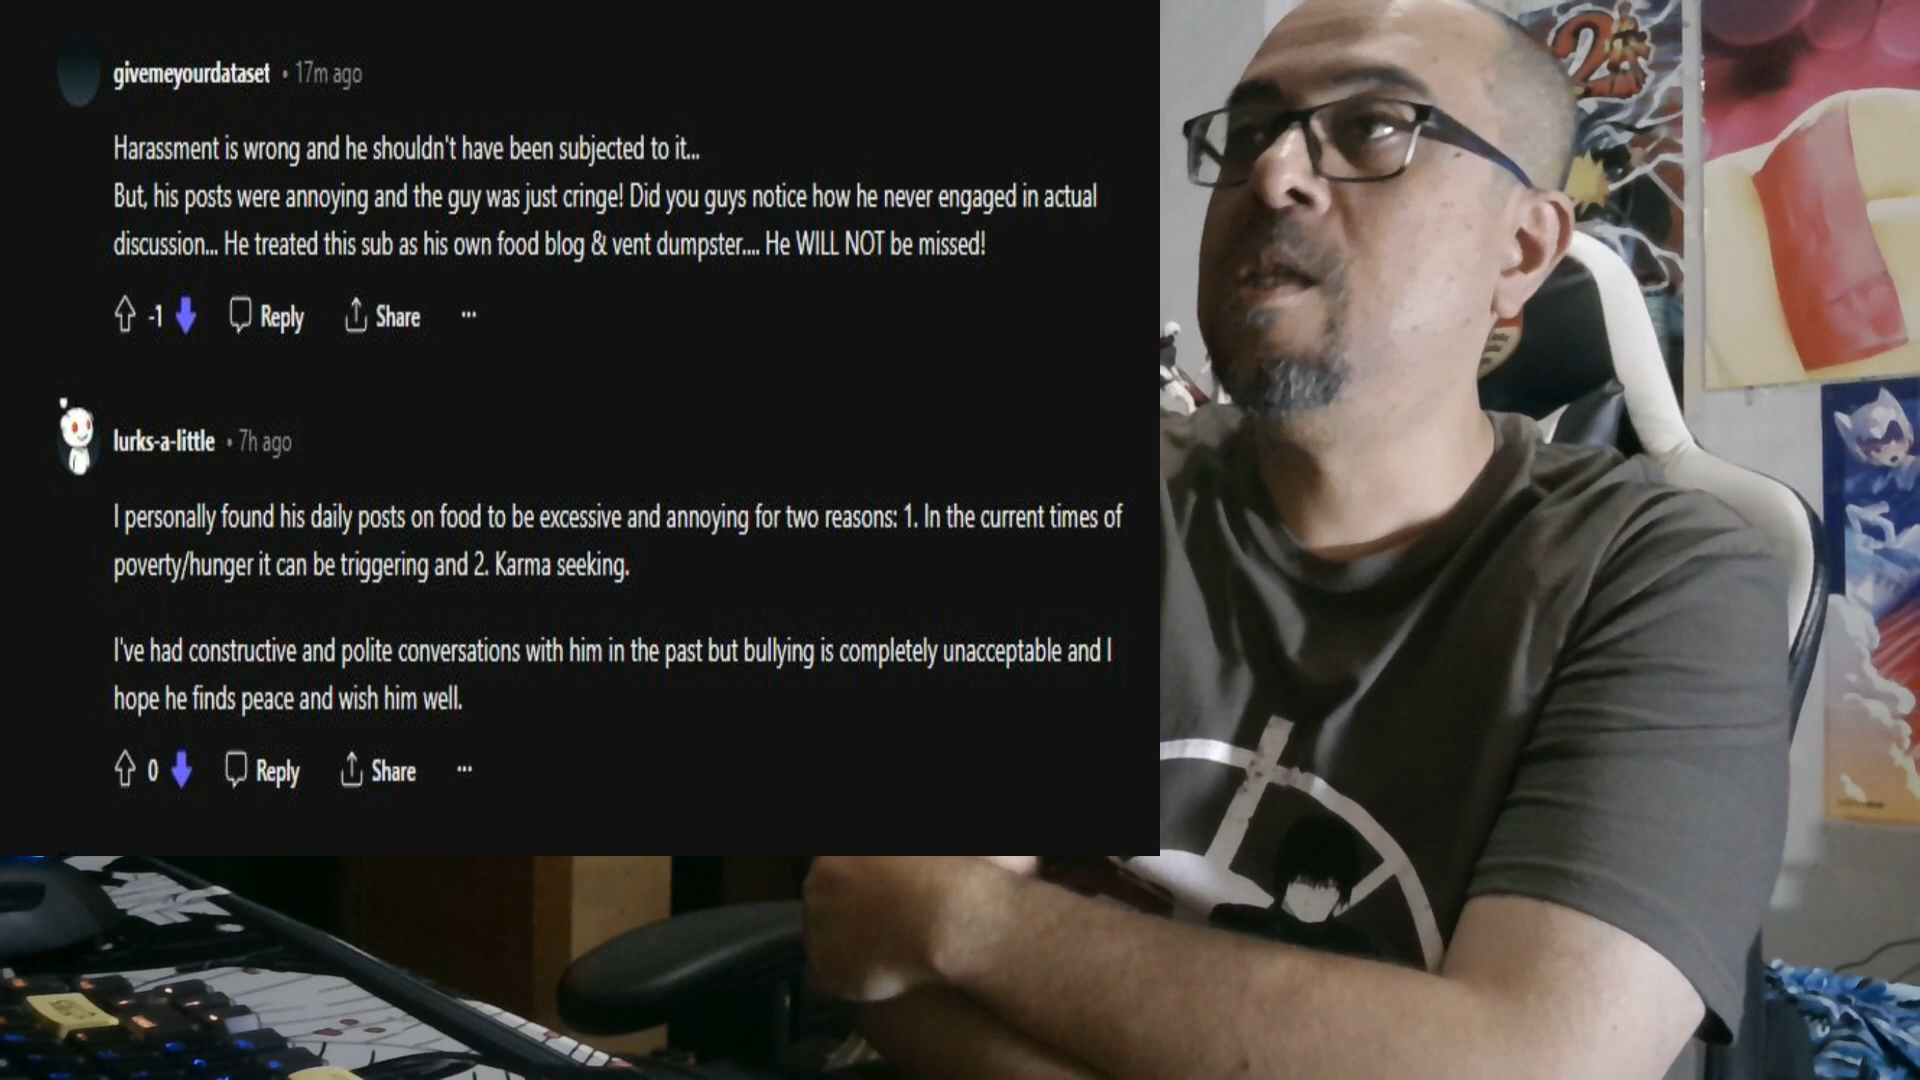 givemeyourdataset • 17m ago
Harassment is wrong and he shouldn't have been subjected to it...
But, his posts were annoying and the guy was just cringe! Did you guys notice how he never engaged in actual
discussion... He treated this sub as his own food blog & vent dumpster.... He WILL NOT be missed!
-1 Reply Share ...
lurks-a-little • 7h ago
I personally found his daily posts on food to be excessive and annoying for two reasons: 1. In the current times of
poverty/hunger it can be triggering and 2. Karma seeking.
I've had constructive and polite conversations with him in the past but bullying is completely unacceptable and I
hope he finds peace and wish him well.
0 Reply Share ...
2